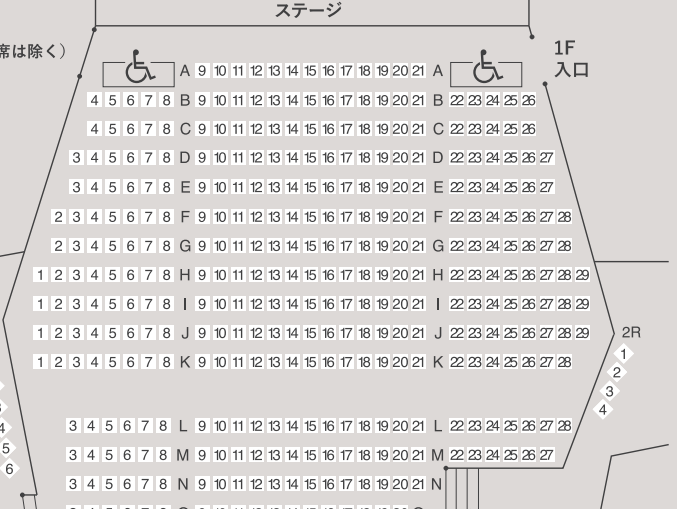 ステージ
席は除く）
1F
入口
A 9 10 11 12 13 14 15 16 17 18 19 20 21 A
4 5 6 7 8 B 9 10 11 12 13 14 15 16 17 18 19 20 21 B 22 23 24 25 26
4 5 6 7 8 C 9 10 11 12 13 14 15 16 17 18 19 20 21 C 22 23 24 25 26
3 4 5 6 7 8 D 9 10 11 12 13 14 15 16 17 18 19 20 21 D 22 23 24 25 26 27
3 4 5 6 7 8 E 9 10 11 12 13 14 15 16 17 18 19 20 21 E 22 23 24 25 26 27
2 3 4 5 6 7 8 F 9 10 11 12 13 14 15 16 17 18 19 20 21 F 22 23 24 25 26 27 28
2 3 4 5 6 7 8 G 9 10 11 12 13 14 15 16 17 18 19 20 21 G 22 23 24 25 26 27 28
1 2 3 4 5 6 7 8 H 9 10 11 12 13 14 15 16 17 18 19 20 21 H 22 23 24 25 26 27 28 29
1 2 3 4 5 6 7 8 I 9 10 11 12 13 14 15 16 17 18 19 20 21 I 22 23 24 25 26 27 28 29
1 2 3 4 5 6 7 8 J 9 10 11 12 13 14 15 16 17 18 19 20 21 J 22 23 24 25 26 27 28 29
1 2 3 4 5 6 7 8 K 9 10 11 12 13 14 15 16 17 18 19 20 21 K 22 23 24 25 26 27 28
2R
1
2
3
4
3 4 5 6 7 8 L 9 10 11 12 13 14 15 16 17 18 19 20 21 L 22 23 24 25 26 27 28
3 4 5 6 7 8 M 9 10 11 12 13 14 15 16 17 18 19 20 21 M 22 23 24 25 26 27
3 4 5 6 7 8 N 9 10 11 12 13 14 15 16 17 18 19 20 21 N
4
5
6